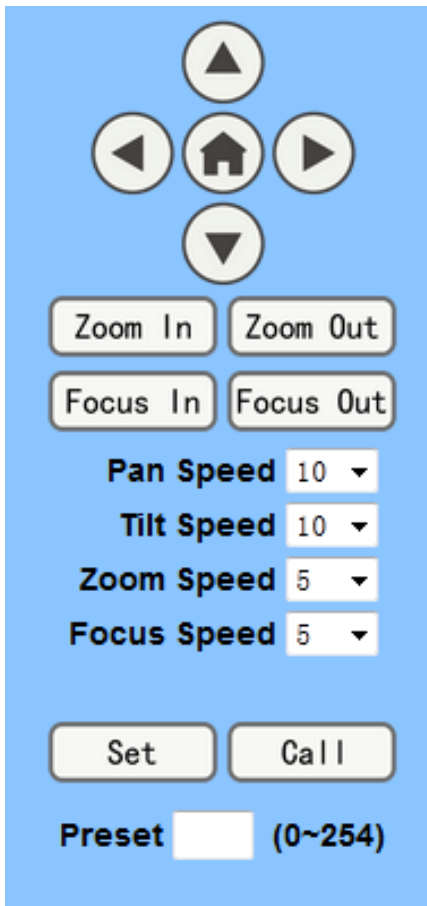 Zoom In Zoom Out
Focus In Focus Out
Pan Speed 10
Tilt Speed 10
Zoom Speed 5
Focus Speed 5
Set Call
Preset (0~254)